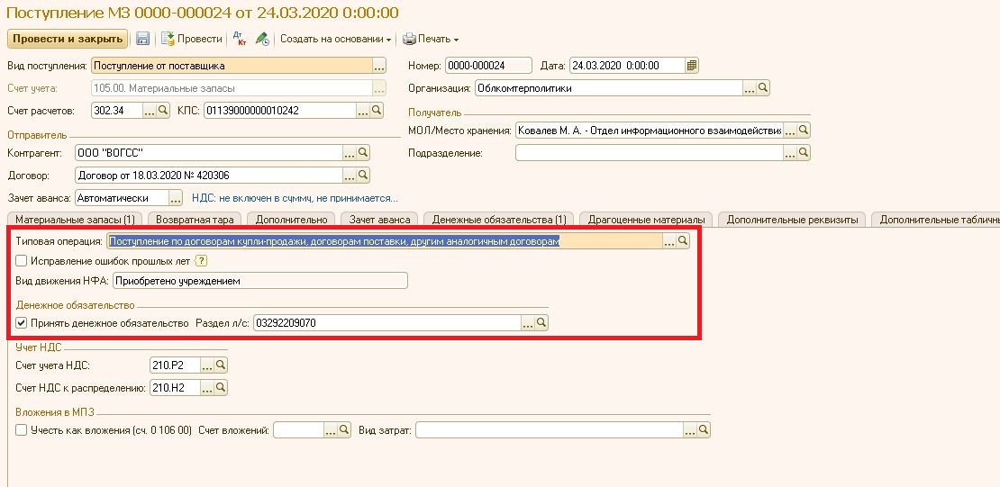 Поступление МЗ 0000-000024 от 24.03.2020 0:00:00
Провести и закрыть Провести Дт Кт Создать на основании Печать
Вид поступления: Поступление от поставщика ... Номер: 0000-000024 Дата: 24.03.2020 0:00:00
Счет учета: 105.00. Материальные запасы ... Организация: Облкомтерполитики ...
Счет расчетов: 302.34 ... КПС: 01139000000010242 ... Получатель
Отправитель МОЛ/Место хранения: Ковалев М. А. - Отдел информационного взаимодействия ...
Контрагент: ООО "ВОГСС" ... Подразделение: ...
Договор: Договор от 18.03.2020 № 420306 ...
Зачет аванса: Автоматически ... НДС: не включен в сумму, не принимается...
Материальные запасы (1) Возвратная тара Дополнительно Зачет аванса Денежные обязательства (1) Драгоценные материалы Дополнительные реквизиты Дополнительные табличн
Типовая операция: Поступление по договорам купли-продажи, договорам поставки, другим аналогичным договорам ...
Исправление ошибок прошлых лет ?
Вид движения НФА: Приобретено учреждением
Денежное обязательство
Принять денежное обязательство Раздел л/с: 03292209070 ...
Учет НДС
Счет учета НДС: 210.Р2 ...
Счет НДС к распределению: 210.Н2 ...
Вложения в МПЗ
Учесть как вложения (сч. 0 106 00) Счет вложений: ... Вид затрат: ...